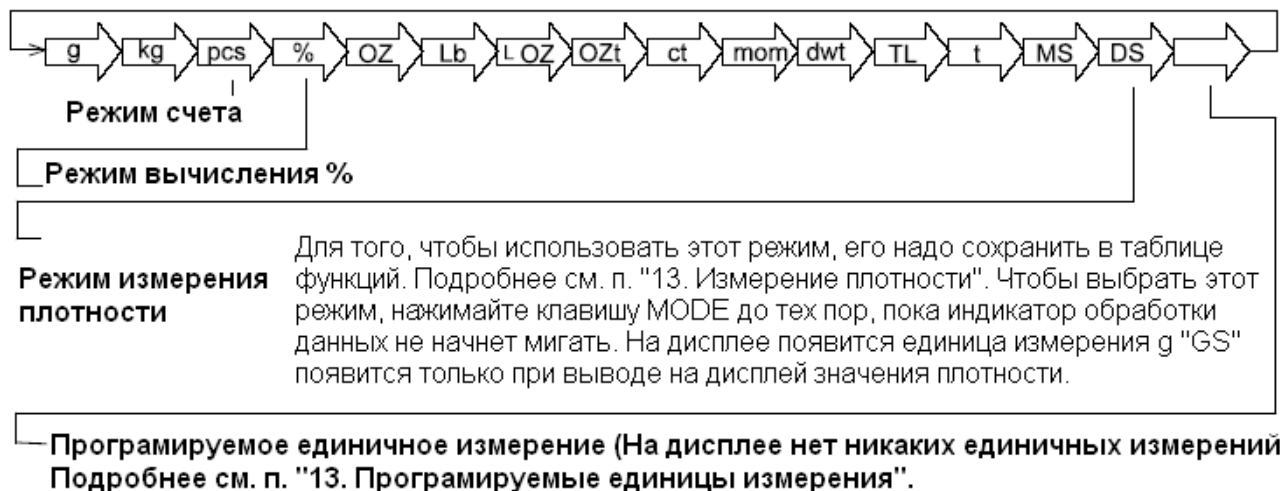 g kg pcs % OZ Lb L OZ OZt ct mom dwt TL t MS DS
Режим счета
Режим вычисления %
Для того, чтобы использовать этот режим, его надо сохранить в таблице
Режим измерения функций. Подробнее см. п. "13. Измерение плотности". Чтобы выбрать этот
плотности режим, нажимайте клавишу MODE до тех пор, пока индикатор обработки
данных не начнет мигать. На дисплее появится единица измерения g "GS"
появится только при выводе на дисплей значения плотности.
Програмируемое единичное измерение (На дисплее нет никаких единичных измерений
Подробнее см. п. "13. Програмируемые единицы измерения".